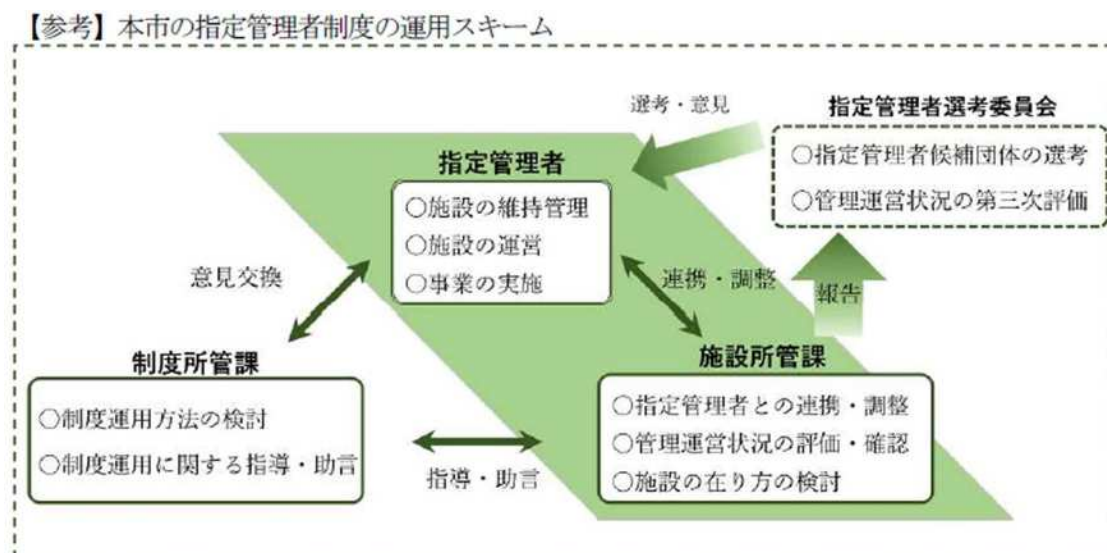 【参考】本市の指定管理者制度の運用スキーム
選考・意見
指定管理者選考委員会
○指定管理者候補団体の選考
○管理運営状況の第三次評価
指定管理者
○施設の維持管理
○施設の運営
○事業の実施
意見交換
連携・調整
報告
制度所管課
○制度運用方法の検討
○制度運用に関する指導・助言
指導・助言
施設所管課
○指定管理者との連携・調整
○管理運営状況の評価・確認
○施設の在り方の検討